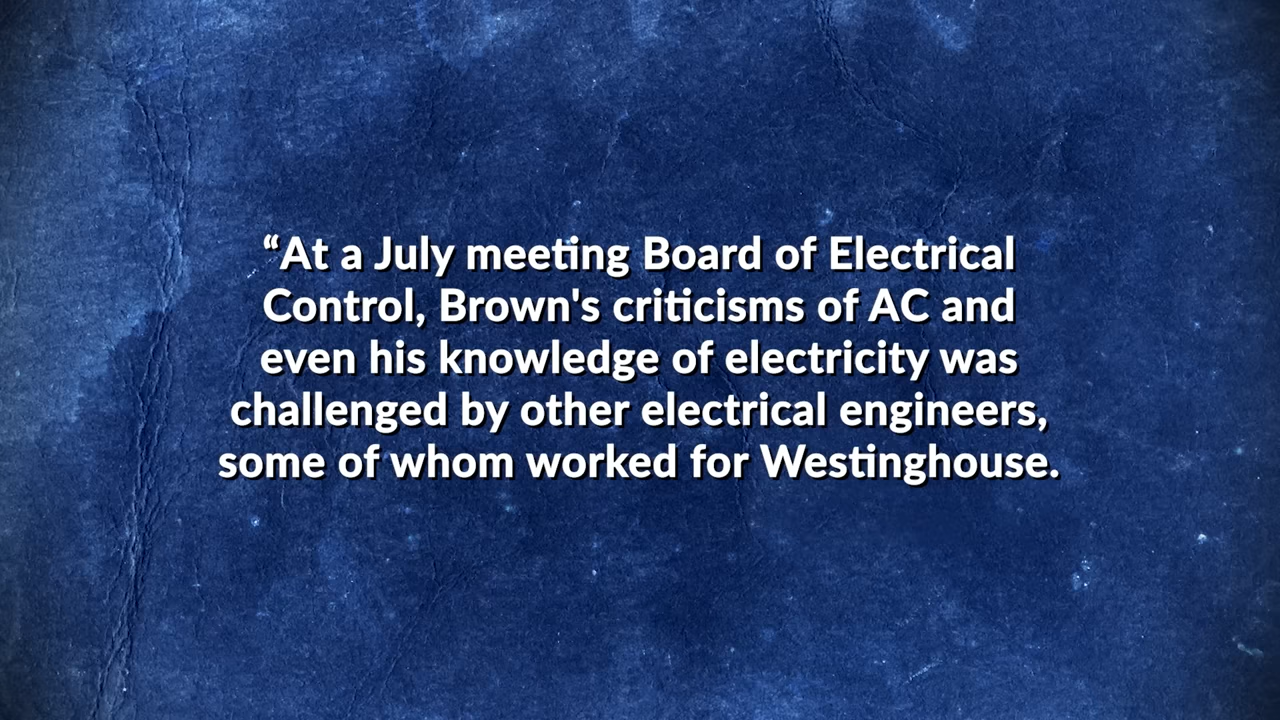 “At a July meeting Board of Electrical
Control, Brown's criticisms of AC and
even his knowledge of electricity was
challenged by other electrical engineers,
some of whom worked for Westinghouse.